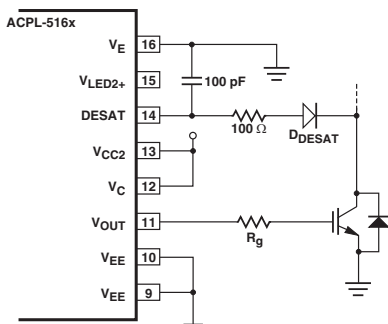 ACPL-516x
VE 16
VLED2+ 15
100 pF
DESAT 14
100 Ω
DDESAT
VCC2 13
VC 12
VOUT 11
Rg
VEE 10
VEE 9